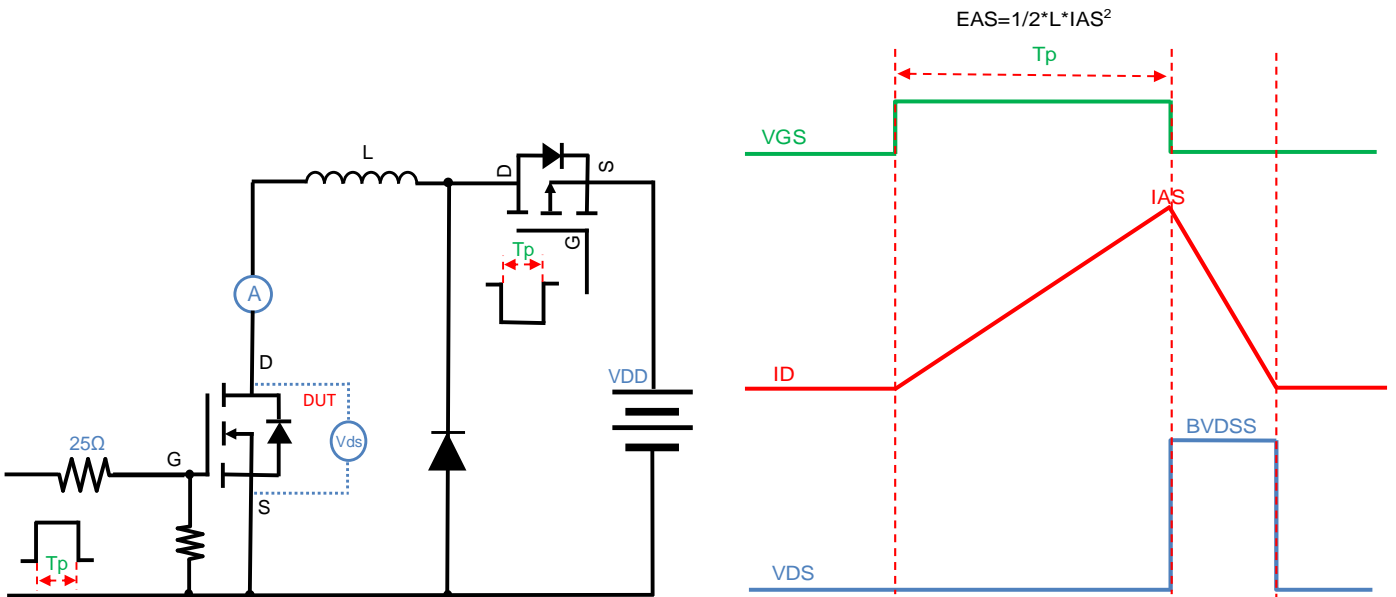 EAS=1/2*L*IAS²
Tp
VGS
IAS
ID
BVDSS
VDS
L
D
S
G
Tp
A
D
DUT
Vds
VDD
25Ω
G
S
Tp